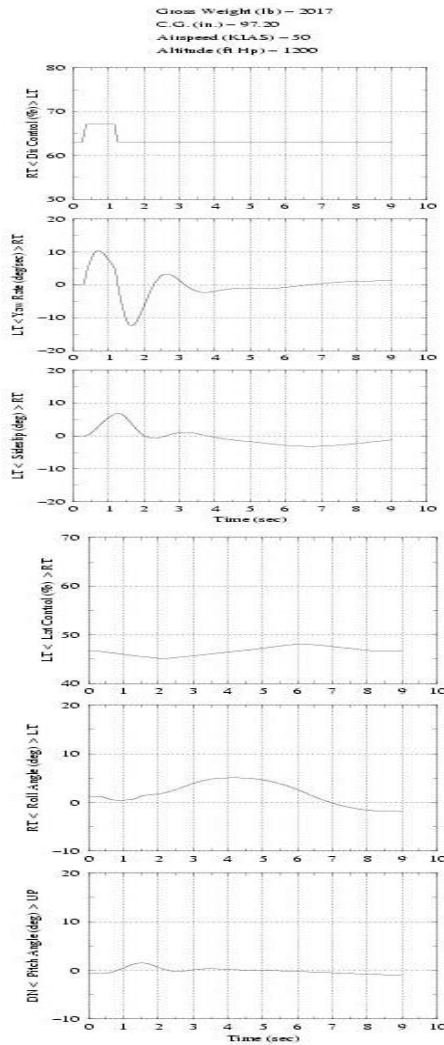 Gross Weight (lb) – 2017
C.G. (in.) – 97.20
Airspeed (KIAS) – 50
Altitude (ft Hp) – 1200
RT < Dir Control (%) > LT
80
70
60
50
0 1 2 3 4 5 6 7 8 9 10
LT < Yaw Rate (deg/sec) > RT
20
10
0
−10
−20
0 1 2 3 4 5 6 7 8 9 10
LT < Sideslip (deg) > RT
20
10
0
−10
−20
0 1 2 3 4 5 6 7 8 9 10
Time (sec)
LT < Lat Control (%) > RT
70
60
50
40
0 1 2 3 4 5 6 7 8 9 10
RT < Roll Angle (deg) > LT
20
10
0
−10
0 1 2 3 4 5 6 7 8 9 10
DN < Pitch Angle (deg) > UP
20
10
0
−10
0 1 2 3 4 5 6 7 8 9 10
Time (sec)